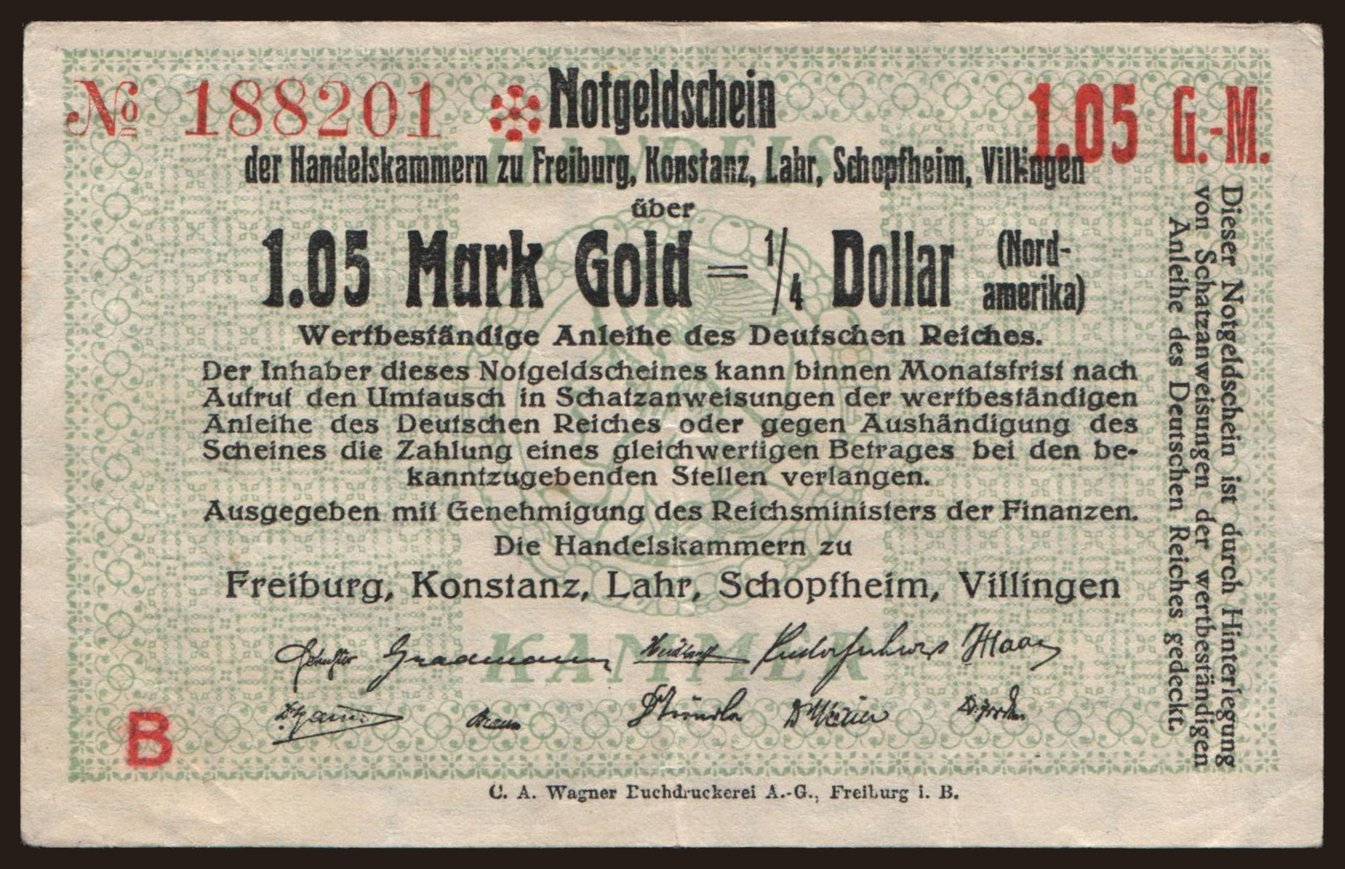 № 188201
Notgeldschein
1.05 G.-M.
der Handelskammern zu Freiburg, Konstanz, Lahr, Schopfheim, Villingen
über
1.05 Mark Gold = 1/4 Dollar (Nord-
amerika)
Wertbeständige Anleihe des Deutschen Reiches.
Der Inhaber dieses Notgeldscheines kann binnen Monatsfrist nach
Aufruf den Umtausch in Schatzanweisungen der wertbeständigen
Anleihe des Deutschen Reiches oder gegen Aushändigung des
Scheines die Zahlung eines gleichwertigen Betrages bei den be-
kanntzugebenden Stellen verlangen.
Ausgegeben mit Genehmigung des Reichsministers der Finanzen.
Die Handelskammern zu
Freiburg, Konstanz, Lahr, Schopfheim, Villingen
HANDELS
KAMMER
Gradmann
B
Dieser Notgeldschein ist durch Hinterlegung
von Schatzanweisungen der wertbeständigen
Anleihe des Deutschen Reiches gedeckt.
C. A. Wagner Buchdruckerei A.-G., Freiburg i. B.